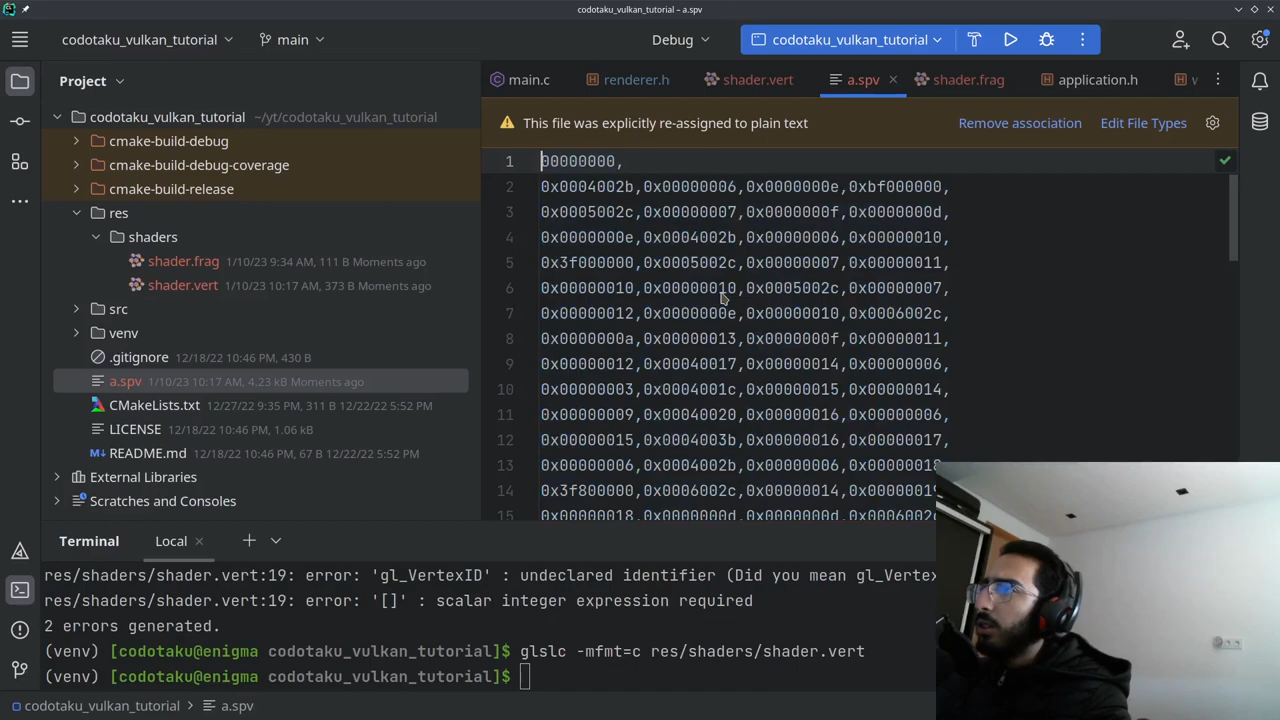 codotaku_vulkan_tutorial – a.spv
codotaku_vulkan_tutorial
main
Debug
codotaku_vulkan_tutorial
Project
main.c
renderer.h
shader.vert
a.spv
shader.frag
application.h
codotaku_vulkan_tutorial ~/yt/codotaku_vulkan_tutorial
cmake-build-debug
cmake-build-debug-coverage
cmake-build-release
res
shaders
shader.frag 1/10/23 9:34 AM, 111 B Moments ago
shader.vert 1/10/23 10:17 AM, 373 B Moments ago
src
venv
.gitignore 12/18/22 10:46 PM, 430 B
a.spv 1/10/23 10:17 AM, 4.23 kB Moments ago
CMakeLists.txt 12/27/22 9:35 PM, 311 B 12/22/22 5:52 PM
LICENSE 12/18/22 10:46 PM, 1.06 kB
README.md 12/18/22 10:46 PM, 67 B 12/22/22 5:52 PM
External Libraries
Scratches and Consoles
This file was explicitly re-assigned to plain text
Remove association
Edit File Types
1 00000000,
2 0x0004002b,0x00000006,0x0000000e,0xbf000000,
3 0x0005002c,0x00000007,0x0000000f,0x0000000d,
4 0x0000000e,0x0004002b,0x00000006,0x00000010,
5 0x3f000000,0x0005002c,0x00000007,0x00000011,
6 0x00000010,0x00000010,0x0005002c,0x00000007,
7 0x00000012,0x0000000e,0x00000010,0x0006002c,
8 0x0000000a,0x00000013,0x0000000f,0x00000011,
9 0x00000012,0x00040017,0x00000014,0x00000006,
10 0x00000003,0x0004001c,0x00000015,0x00000014,
11 0x00000009,0x00040020,0x00000016,0x00000006,
12 0x00000015,0x0004003b,0x00000016,0x00000017,
13 0x00000006,0x0004002b,0x00000006,0x00000018
14 0x3f800000,0x0006002c,0x00000014,0x00000019
15 0x00000018,0x0000000d,0x0000000d,0x0006002c
Terminal
Local
res/shaders/shader.vert:19: error: 'gl_VertexID' : undeclared identifier (Did you mean gl_Vertex
res/shaders/shader.vert:19: error: '[]' : scalar integer expression required
2 errors generated.
(venv) [codotaku@enigma codotaku_vulkan_tutorial]$ glslc -mfmt=c res/shaders/shader.vert
(venv) [codotaku@enigma codotaku_vulkan_tutorial]$
codotaku_vulkan_tutorial > a.spv